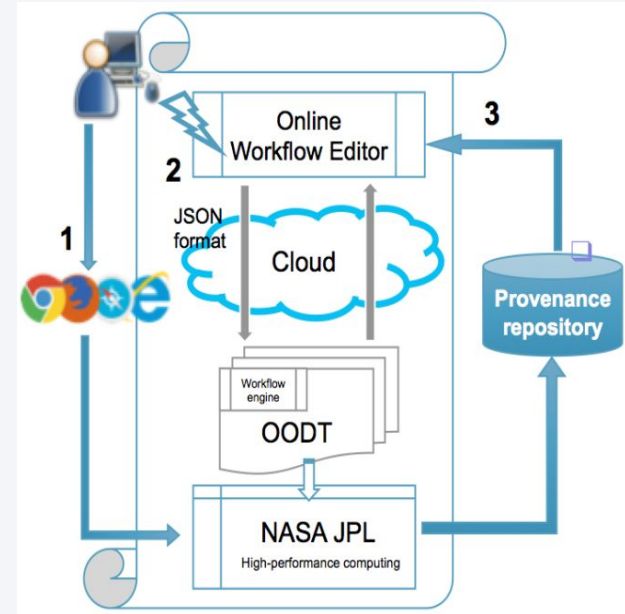 Online
Workflow Editor
3
2
JSON
format
1
Cloud
Provenance
repository
Workflow
engine
OODT
NASA JPL
High-performance computing